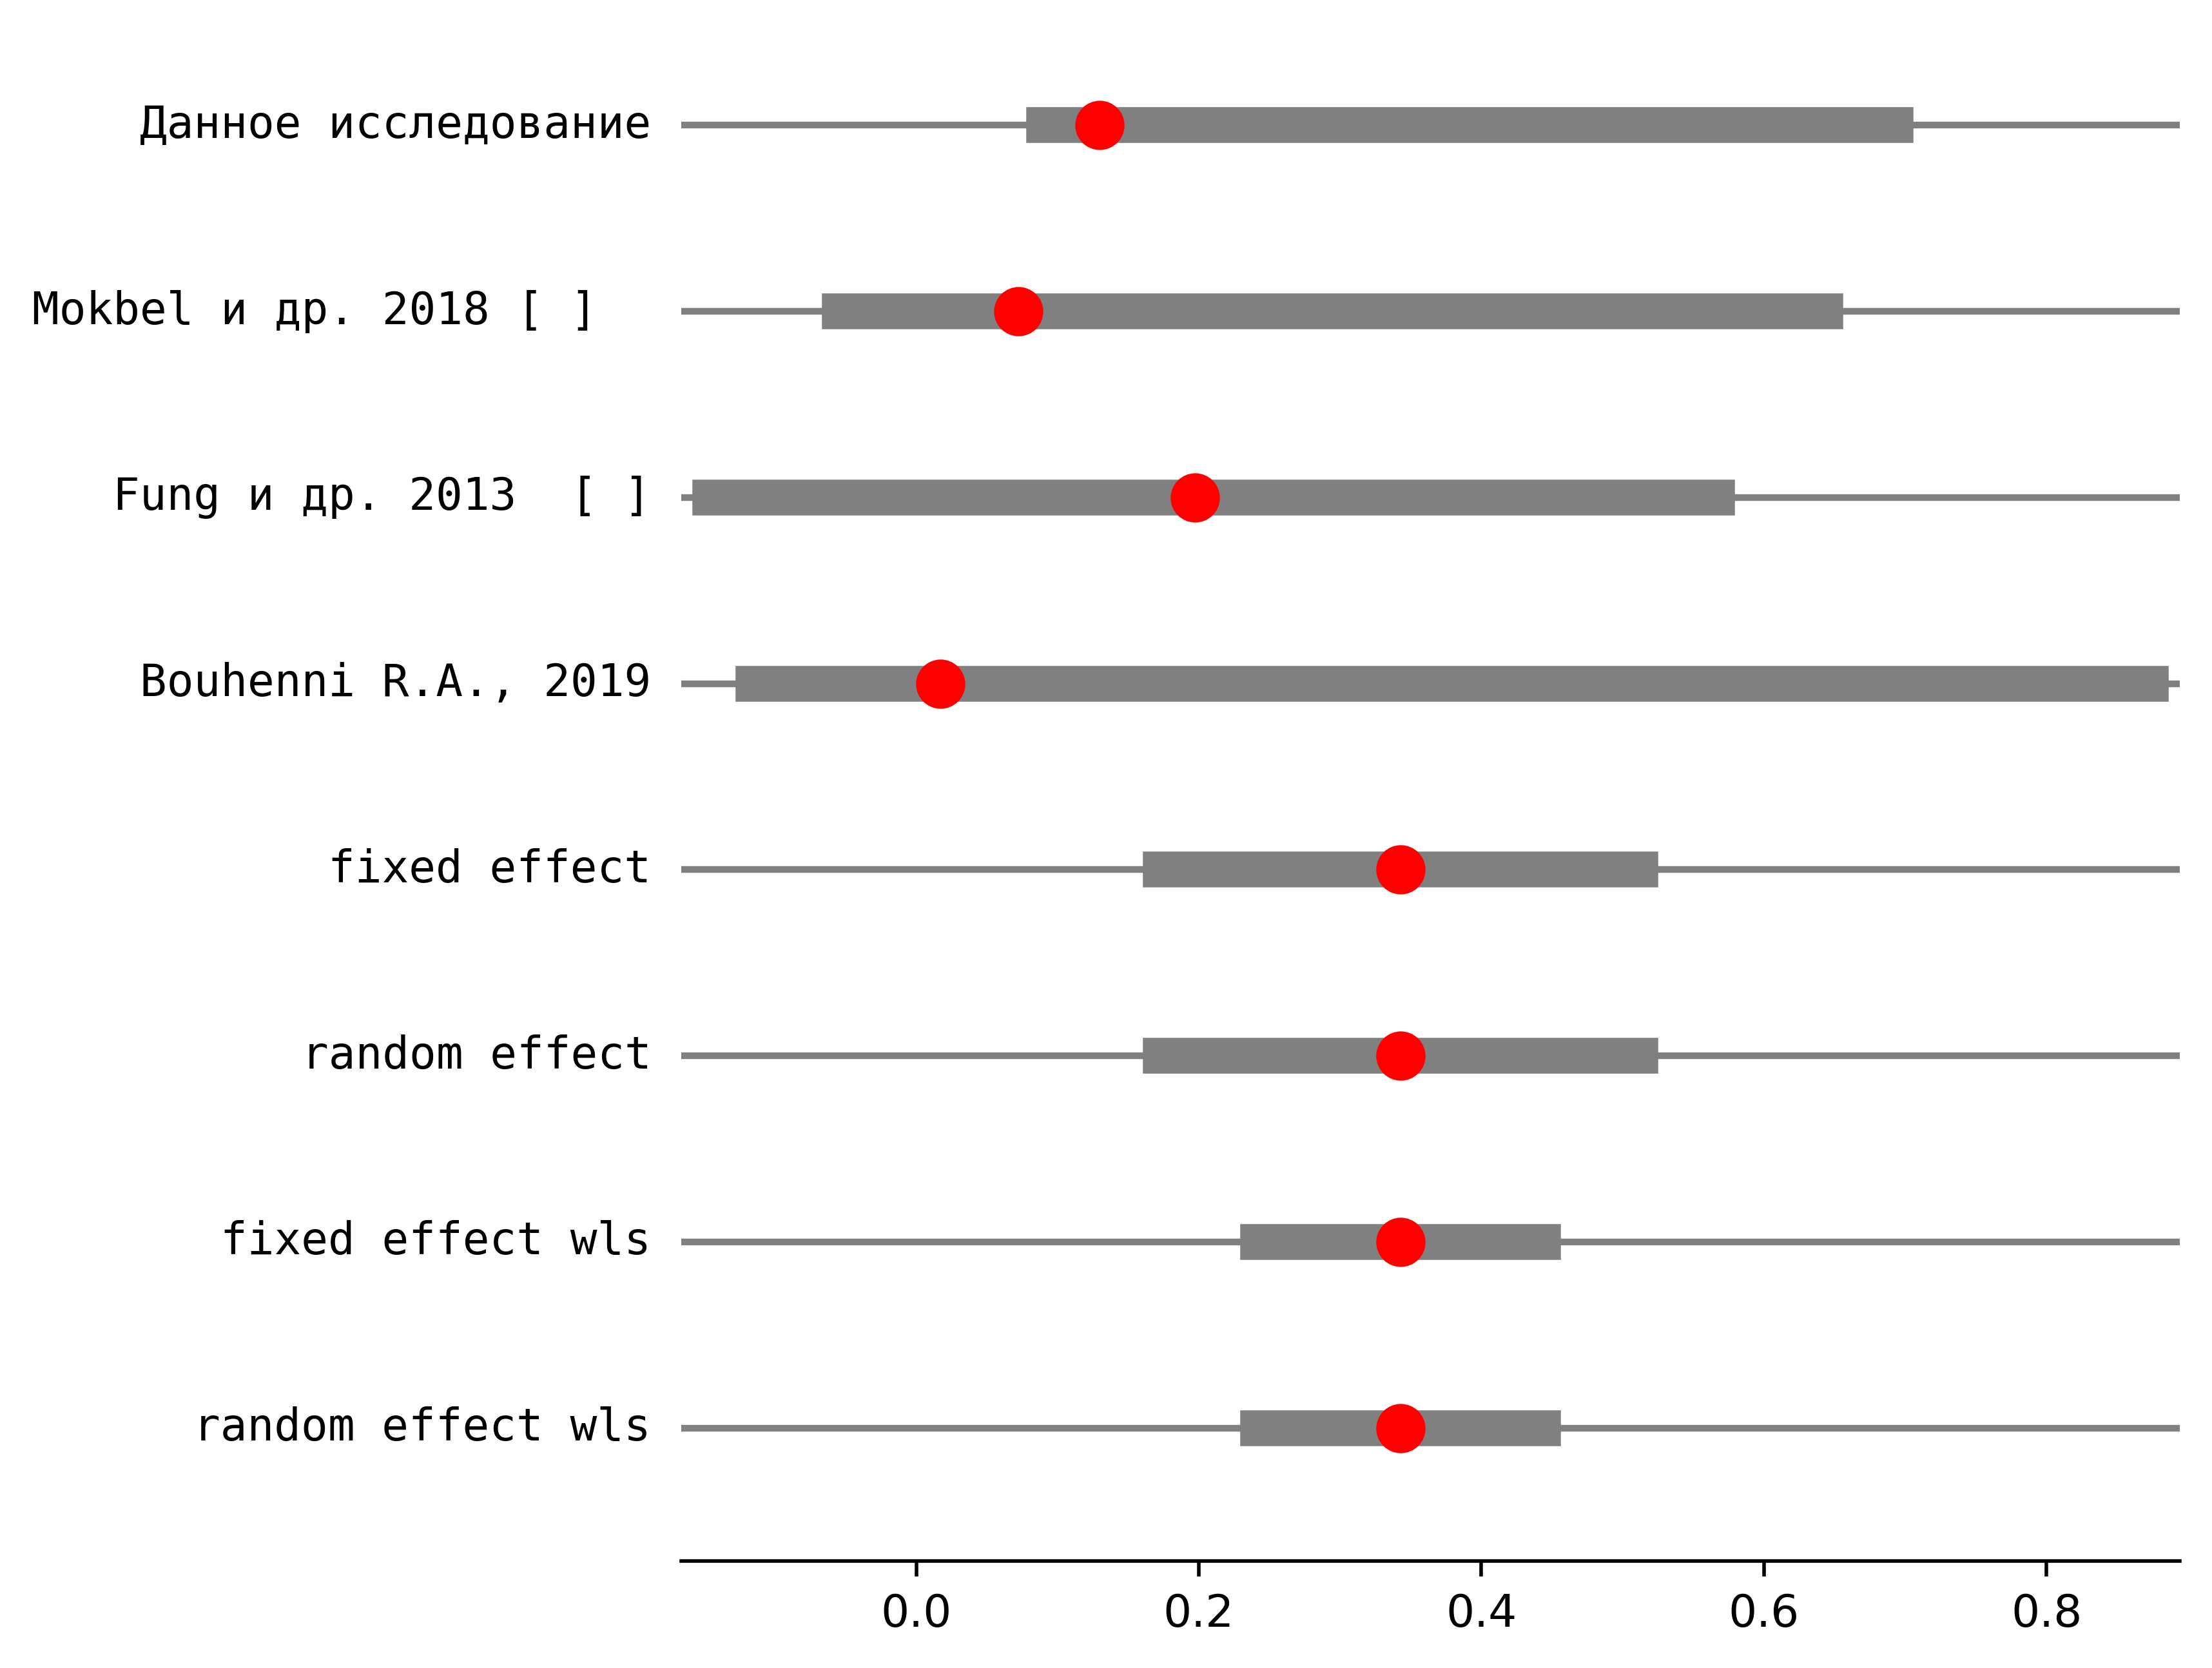 Данное исследование
Mokbel и др. 2018 [ ]
Fung и др. 2013  [ ]
Bouhenni R.A., 2019
fixed effect
random effect
fixed effect wls
random effect wls
0.0 0.2 0.4 0.6 0.8